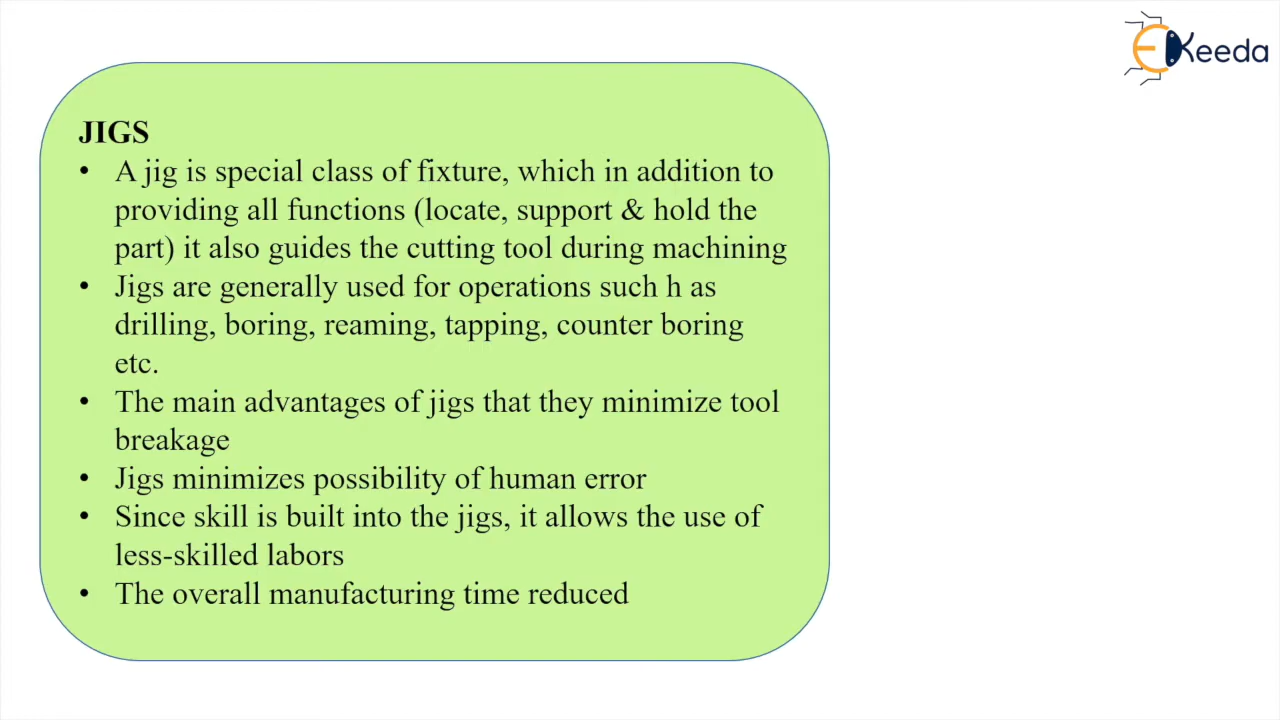 EKeeda
JIGS
• A jig is special class of fixture, which in addition to
providing all functions (locate, support & hold the
part) it also guides the cutting tool during machining
• Jigs are generally used for operations such h as
drilling, boring, reaming, tapping, counter boring
etc.
• The main advantages of jigs that they minimize tool
breakage
• Jigs minimizes possibility of human error
• Since skill is built into the jigs, it allows the use of
less-skilled labors
• The overall manufacturing time reduced